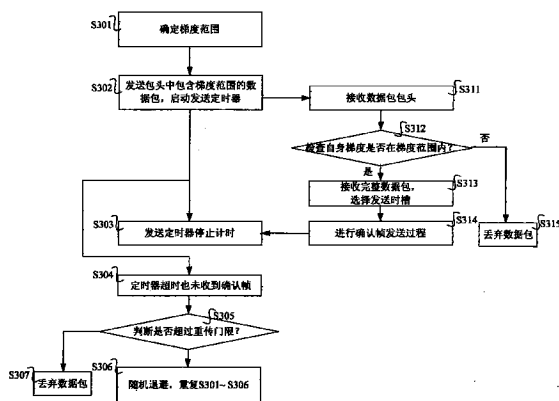 S301
确定梯度范围
S302
发送包头中包含梯度范围的数
据包，启动发送定时器
S311
接收数据包包头
S312
检查自身梯度是否在梯度范围内？
否
是
S313
接收完整数据包，
选择发送时槽
S303
发送定时器停止计时
S314
进行确认帧发送过程
S315
丢弃数据包
S304
定时器超时也未收到确认帧
S305
判断是否超过重传门限？
S307
丢弃数据包
S306
随机退避，重复S301~S306